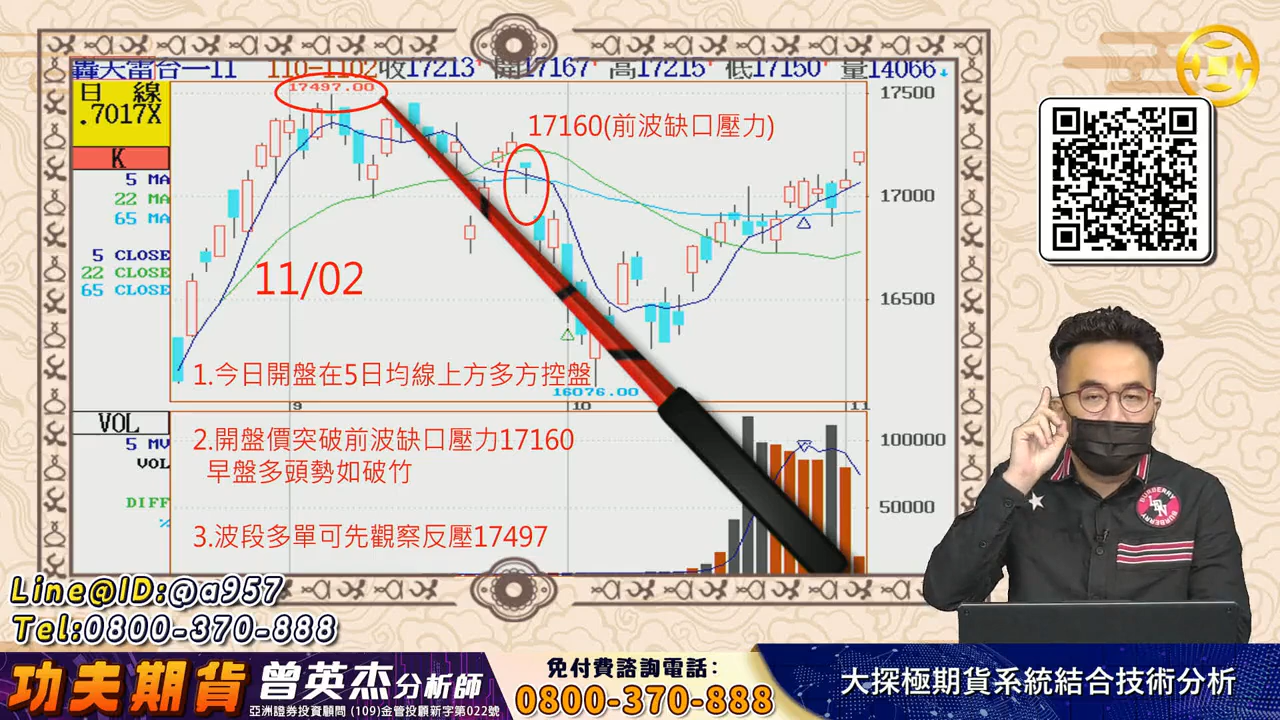 轟天雷台一11 110-1102收17213 開17167 高17215 低17150 量14066
日 線
.7017X
K
5 MA
22 MA
65 MA
5 CLOSE
22 CLOSE
65 CLOSE
17497.00
17160(前波缺口壓力)
17500
17000
16500
11/02
1.今日開盤在5日均線上方多方控盤
16076.00
9
10
11
VOL
5 MV
VOL
DIFF
%
100000
50000
2.開盤價突破前波缺口壓力17160
早盤多頭勢如破竹
3.波段多單可先觀察反壓17497
BURBERRY
BURBERRY
Line@ID:@a957
Tel:0800-370-888
功夫期貨
曾英杰分析師
亞洲證券投資顧問 (109)金管投顧新字第022號
免付費諮詢電話:
0800-370-888
大探極期貨系統結合技術分析